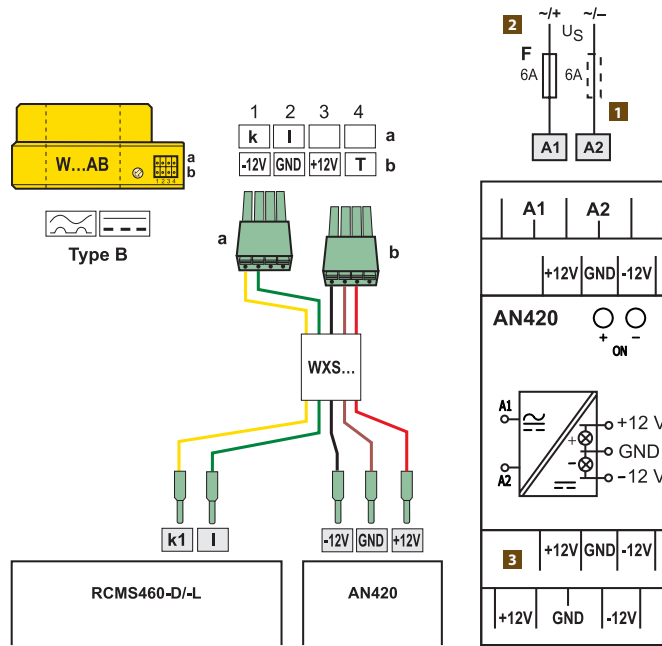 2
~/+
~/–
US
F
6A
6A
1
A1
A2
1 2 3 4
k l a
-12V GND +12V T b
W...AB
a
b
1 2 3 4
Type B
a
b
WXS...
k1 l
-12V GND +12V
RCMS460-D/-L
AN420
A1 A2
+12V GND -12V
AN420
+ –
ON
A1
A2
+
–
+12 V
GND
–12 V
3
+12V GND -12V
+12V GND -12V